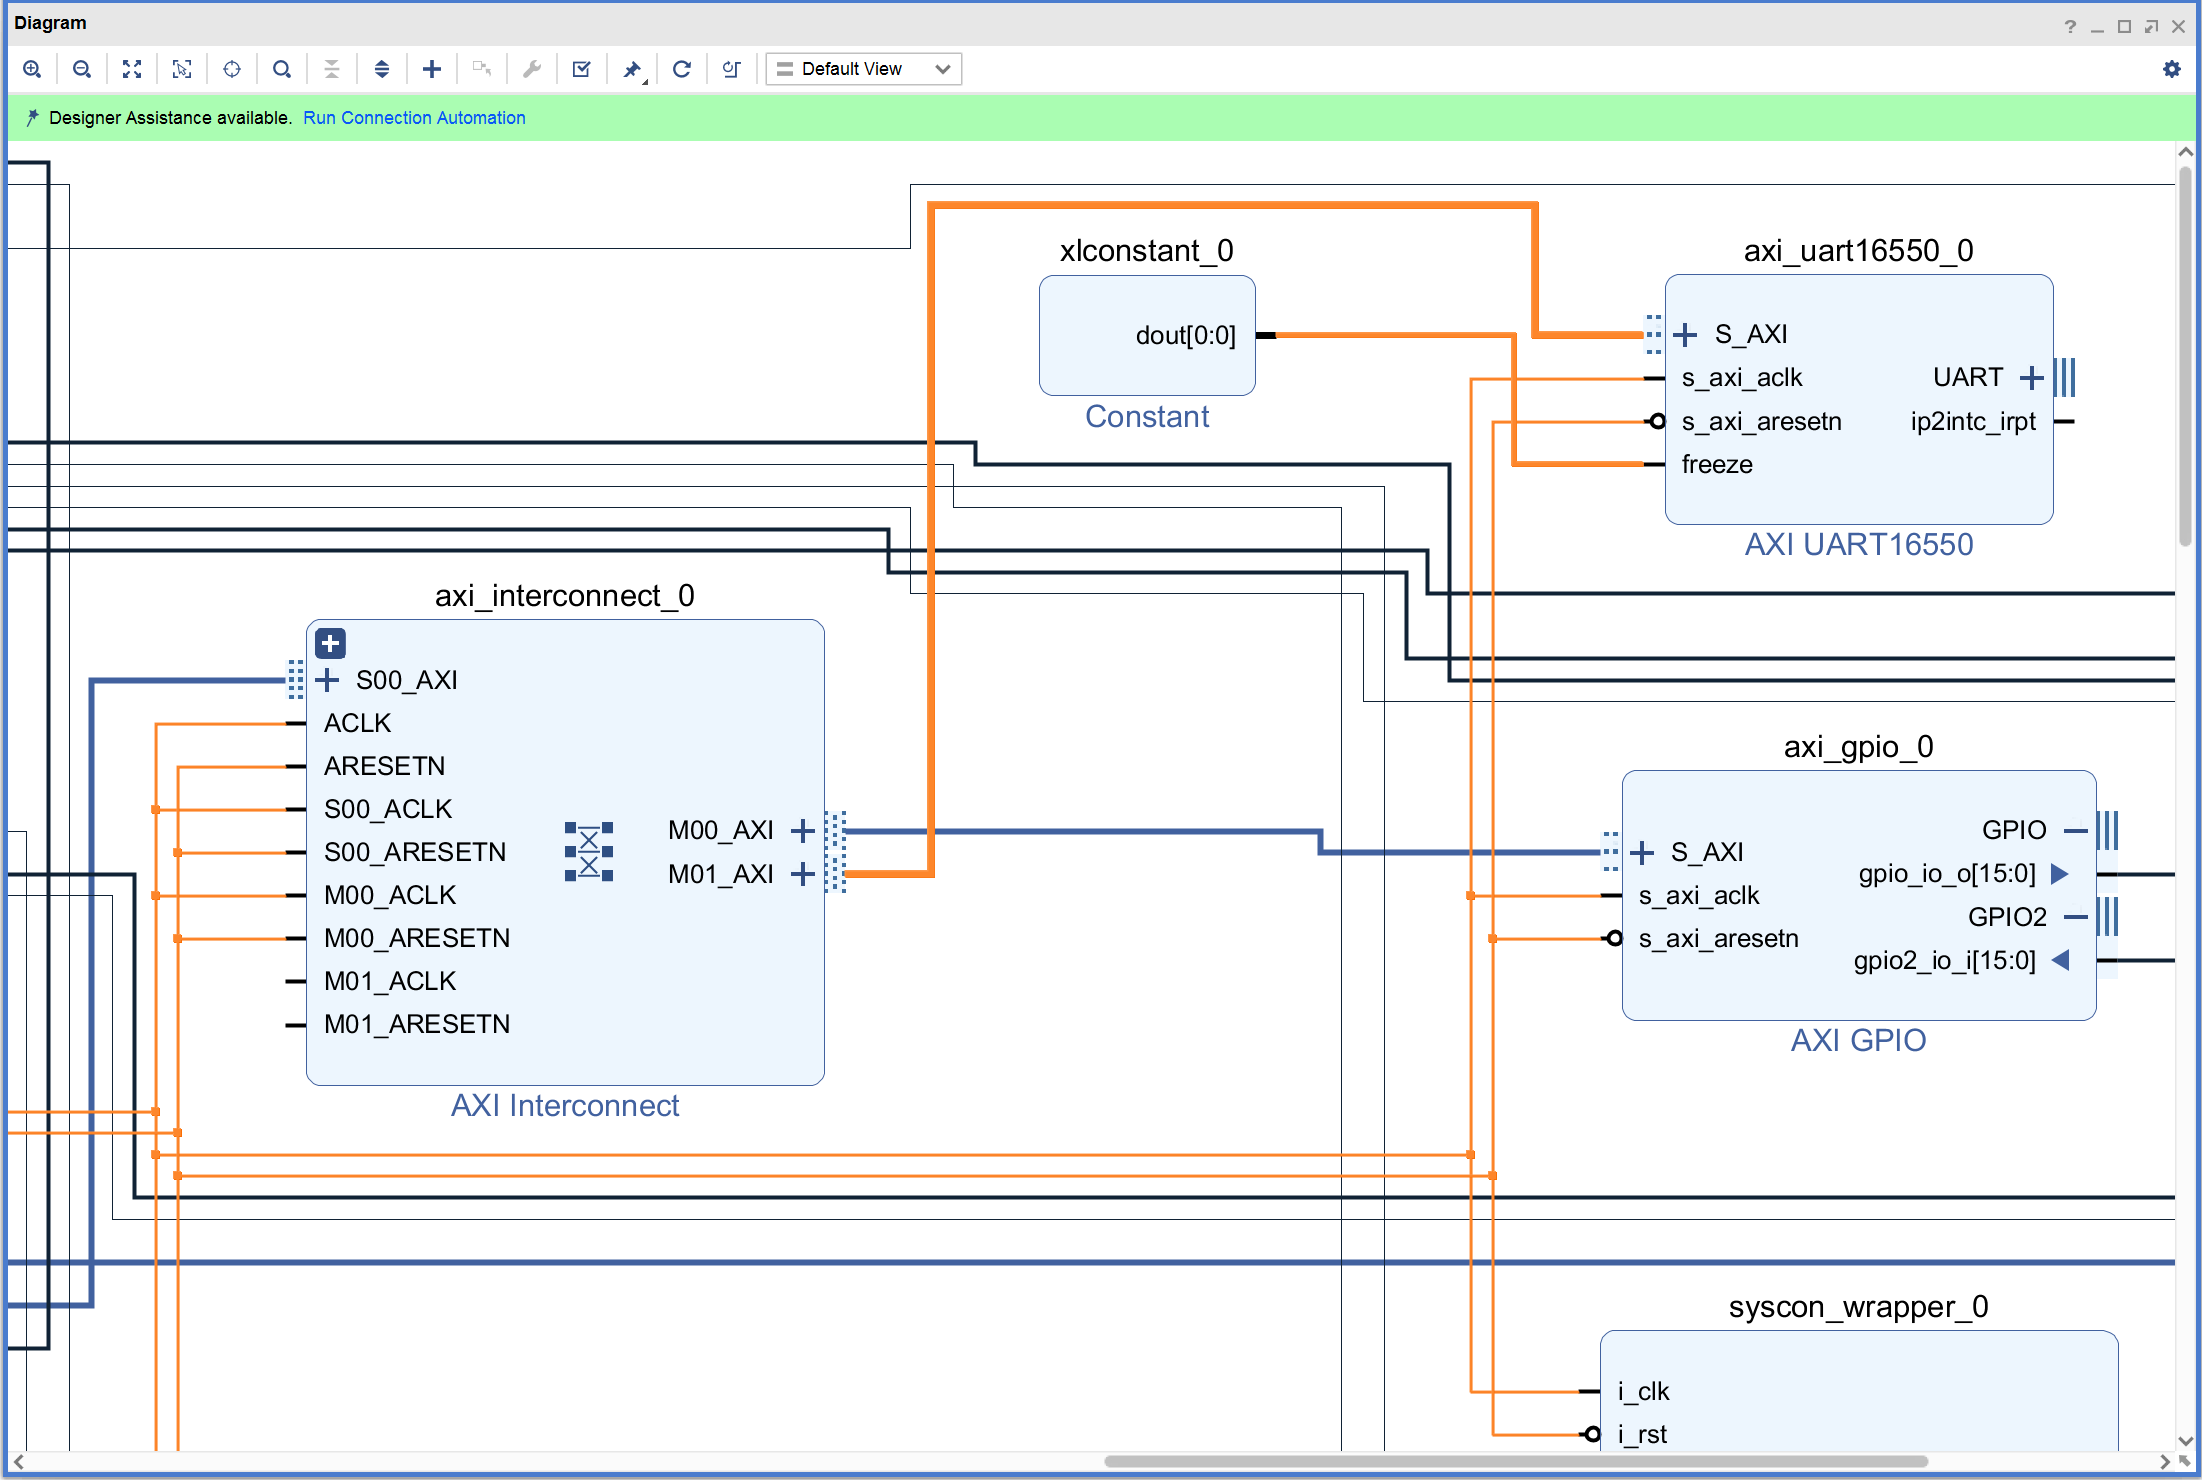 Diagram
Default View
Designer Assistance available. Run Connection Automation
xlconstant_0
dout[0:0]
Constant
axi_uart16550_0
S_AXI
s_axi_aclk
s_axi_aresetn
freeze
UART
ip2intc_irpt
AXI UART16550
axi_interconnect_0
S00_AXI
ACLK
ARESETN
S00_ACLK
S00_ARESETN
M00_ACLK
M00_ARESETN
M01_ACLK
M01_ARESETN
M00_AXI
M01_AXI
AXI Interconnect
axi_gpio_0
S_AXI
s_axi_aclk
s_axi_aresetn
GPIO
gpio_io_o[15:0]
GPIO2
gpio2_io_i[15:0]
AXI GPIO
syscon_wrapper_0
i_clk
i_rst